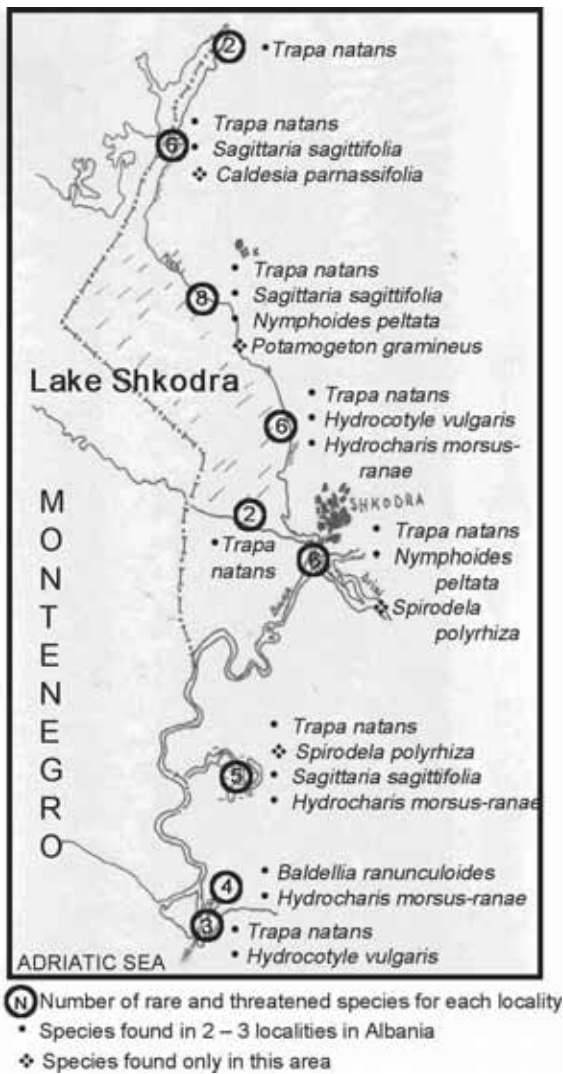 2
• Trapa natans
6
• Trapa natans
• Sagittaria sagittifolia
❖ Caldesia parnassifolia
8
• Trapa natans
• Sagittaria sagittifolia
• Nymphoides peltata
❖ Potamogeton gramineus
Lake Shkodra
6
• Trapa natans
• Hydrocotyle vulgaris
• Hydrocharis morsus-
ranae
SHKODRA
2
• Trapa
natans
6
• Trapa natans
• Nymphoides
peltata
❖ Spirodela
polyrhiza
MONTENEGRO
5
• Trapa natans
❖ Spirodela polyrhiza
• Sagittaria sagittifolia
• Hydrocharis morsus-ranae
4
• Baldellia ranunculoides
• Hydrocharis morsus-ranae
3
• Trapa natans
• Hydrocotyle vulgaris
ADRIATIC SEA
N Number of rare and threatened species for each locality
• Species found in 2 – 3 localities in Albania
❖ Species found only in this area